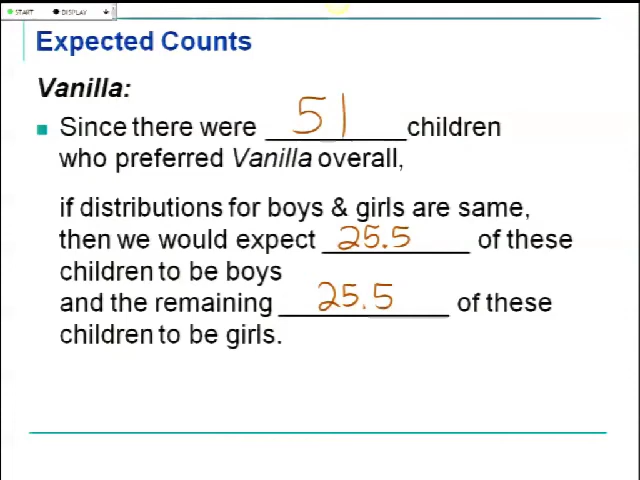 START DISPLAY
Expected Counts
Vanilla:
Since there were 51 children
who preferred Vanilla overall,
if distributions for boys & girls are same,
then we would expect 25.5 of these
children to be boys
and the remaining 25.5 of these
children to be girls.